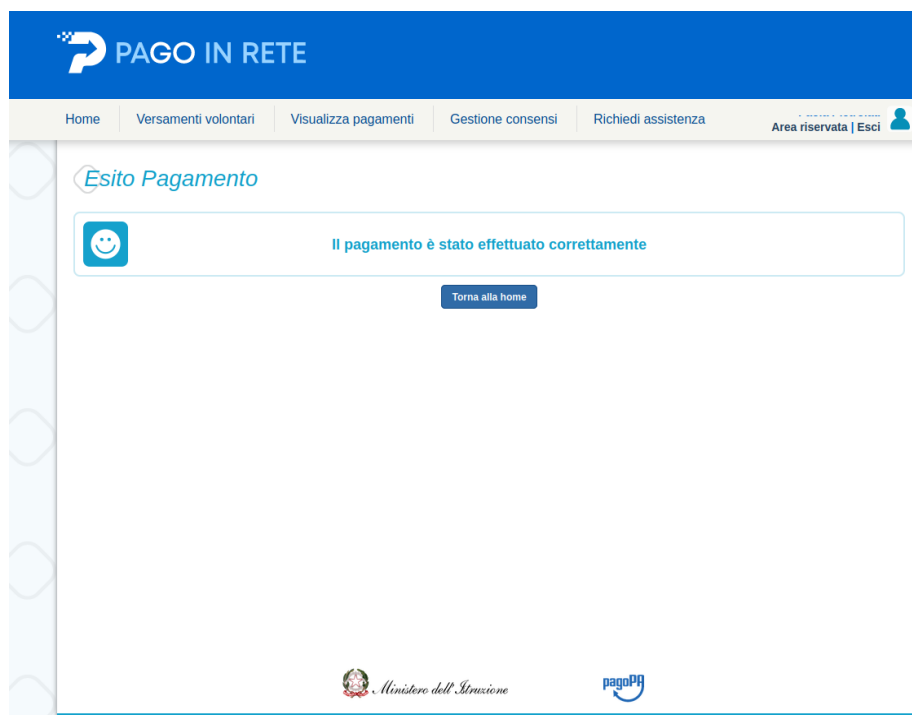 PAGO IN RETE
Home
Versamenti volontari
Visualizza pagamenti
Gestione consensi
Richiedi assistenza
Area riservata | Esci
Esito Pagamento
Il pagamento è stato effettuato correttamente
Torna alla home
Ministero dell'Istruzione
pagoPA